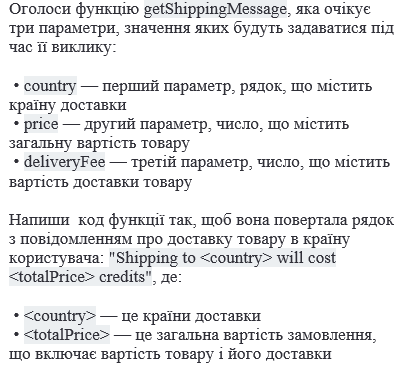 Оголоси функцію getShippingMessage, яка очікує
три параметри, значення яких будуть задаватися під
час її виклику:
• country — перший параметр, рядок, що містить
країну доставки
• price — другий параметр, число, що містить
загальну вартість товару
• deliveryFee — третій параметр, число, що містить
вартість доставки товару
Напиши  код функції так, щоб вона повертала рядок
з повідомленням про доставку товару в країну
користувача: "Shipping to <country> will cost
<totalPrice> credits", де:
• <country> — це країни доставки
• <totalPrice> — це загальна вартість замовлення,
що включає вартість товару і його доставки